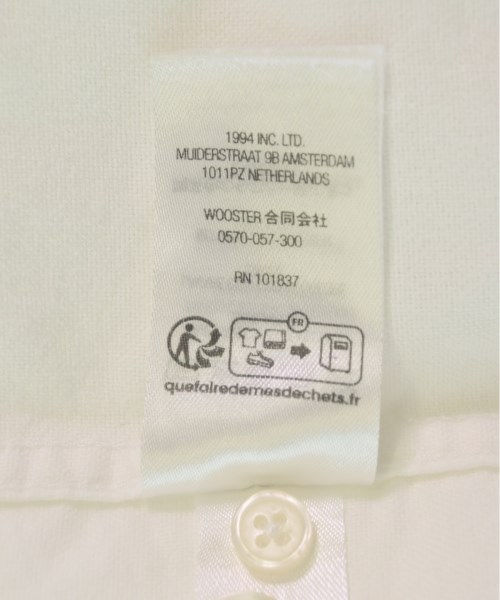 1994 INC. LTD.
MUIDERSTRAAT 9B AMSTERDAM
1011PZ NETHERLANDS
WOOSTER 合同会社
0570-057-300
RN 101837
FR
quefairedemesdechets.fr